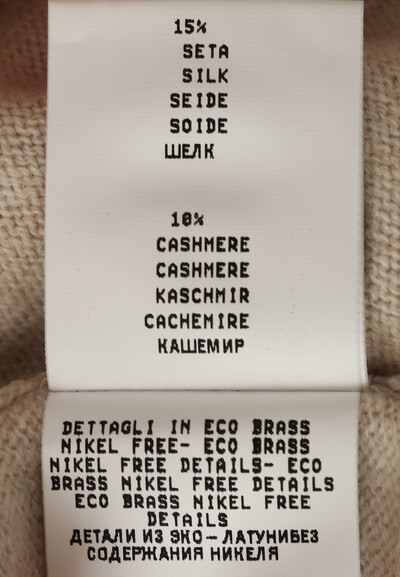 15%
SETA
SILK
SEIDE
SOIDE
ШЕЛК
10%
CASHMERE
CASHMERE
KASCHMIR
CACHEMIRE
КАШЕМИР
DETTAGLI IN ECO BRASS
NIKEL FREE- ECO BRASS
NIKEL FREE DETAILS- ECO
BRASS NIKEL FREE DETAILS
ECO BRASS NIKEL FREE
DETAILS
ДЕТАЛИ ИЗ ЭКО-ЛАТУНИБЕЗ
СОДЕРЖАНИЯ НИКЕЛЯ